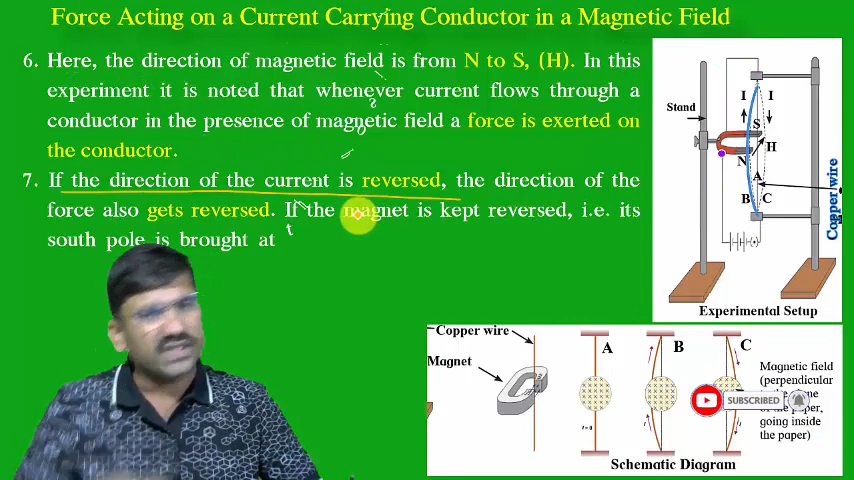 Force Acting on a Current Carrying Conductor in a Magnetic Field
6. Here, the direction of magnetic field is from N to S, (H). In this
experiment it is noted that whenever current flows through a
conductor in the presence of magnetic field a force is exerted on
the conductor.
7. If the direction of the current is reversed, the direction of the
force also gets reversed. If the magnet is kept reversed, i.e. its
south pole is brought at
Stand
I I
S
H
N
A
B C
Copper wire
Experimental Setup
Copper wire
Magnet
A B C
Magnetic field
(perpendicular
of the paper,
going inside
the paper)
SUBSCRIBED
Schematic Diagram